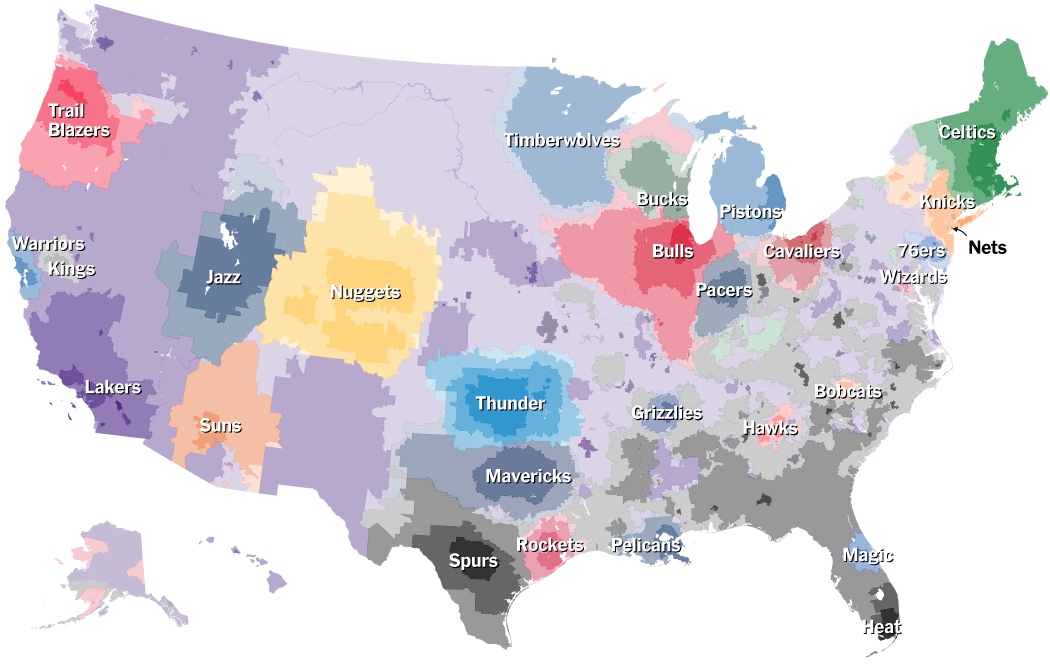 Trail
Blazers
Timberwolves
Celtics
Bucks
Pistons
Knicks
Warriors
Kings
Bulls
Cavaliers
76ers
Nets
Jazz
Nuggets
Pacers
Wizards
Lakers
Thunder
Grizzlies
Bobcats
Suns
Hawks
Mavericks
Spurs
Rockets
Pelicans
Magic
Heat